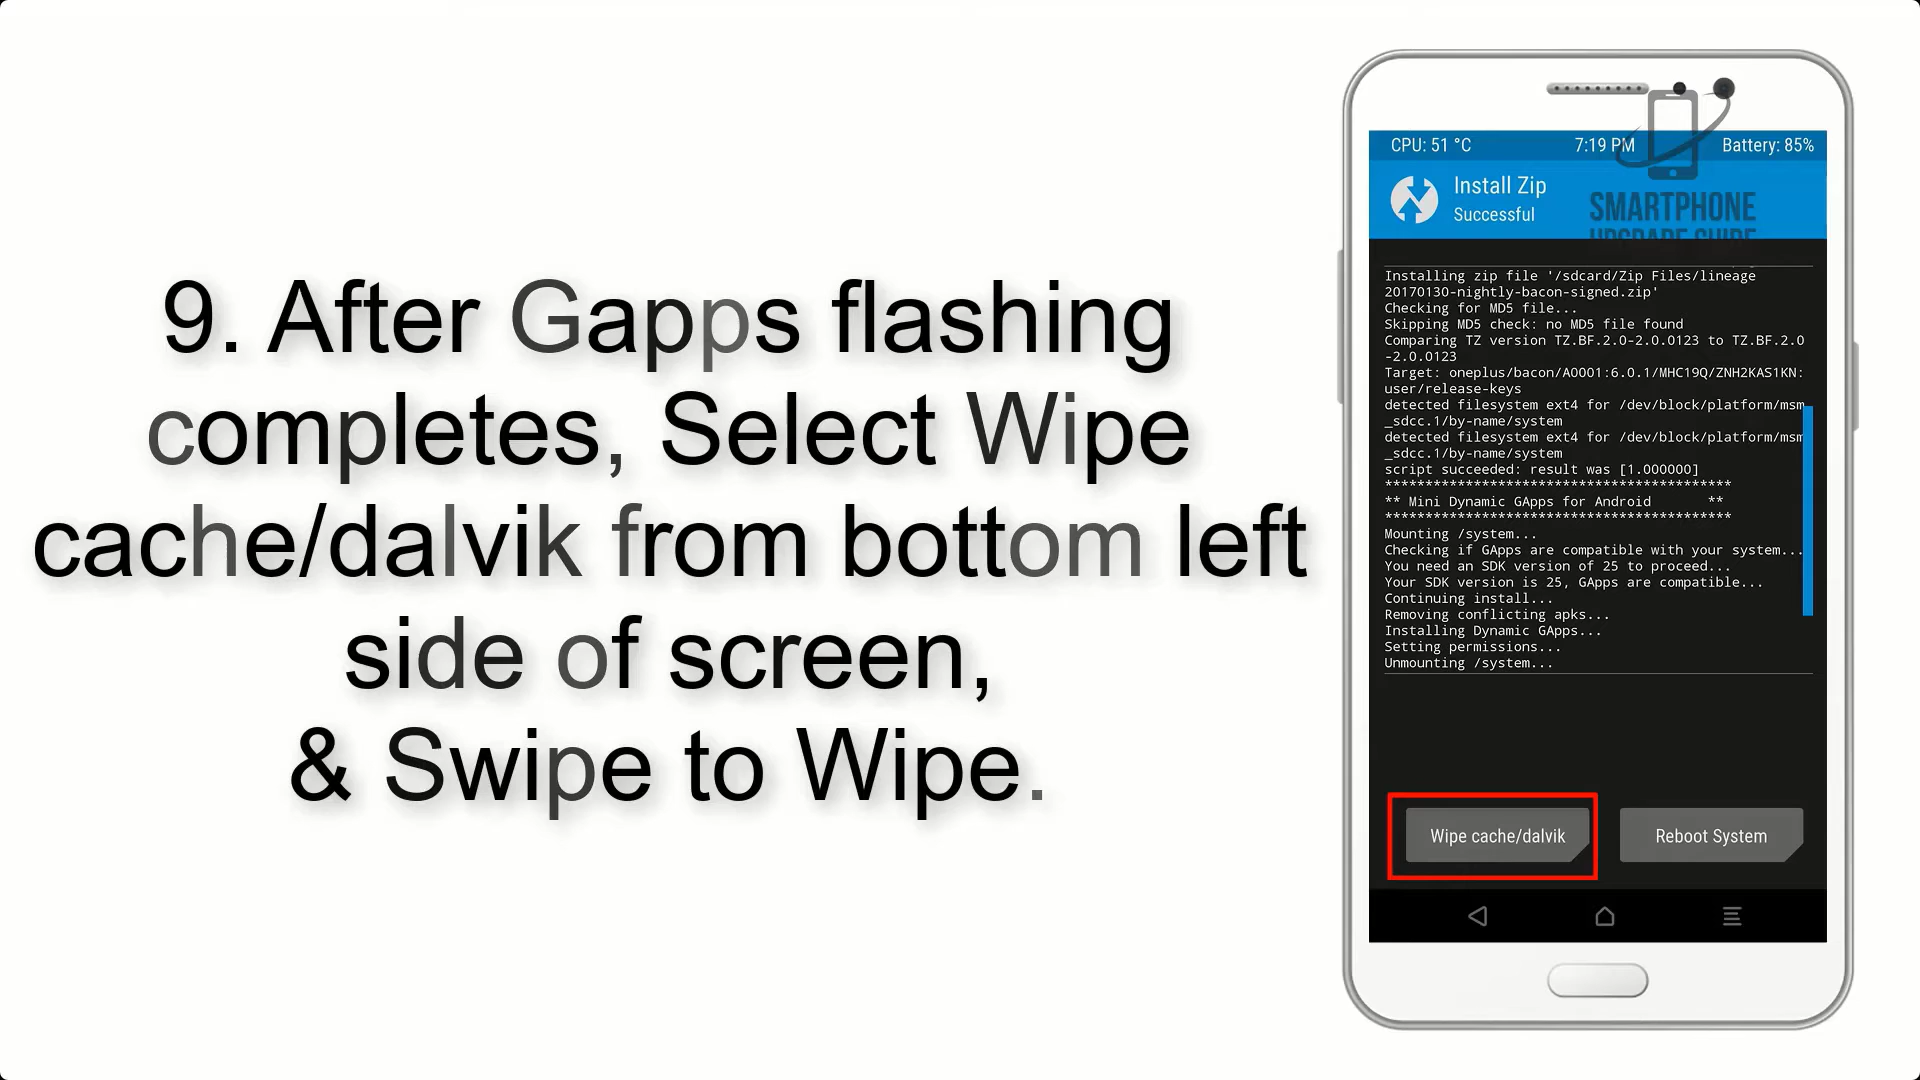 9. After Gapps flashing
completes, Select Wipe
cache/dalvik from bottom left
side of screen,
& Swipe to Wipe.
CPU: 51 °C 7:19 PM Battery: 85%
Install Zip
Successful
SMARTPHONE
UPGRADE GUIDE
Installing zip file '/sdcard/Zip Files/lineage
20170130-nightly-bacon-signed.zip'
Checking for MD5 file...
Skipping MD5 check: no MD5 file found
Comparing TZ version TZ.BF.2.0-2.0.0123 to TZ.BF.2.0
-2.0.0123
Target: oneplus/bacon/A0001:6.0.1/MHC19Q/ZNH2KAS1KN:
user/release-keys
detected filesystem ext4 for /dev/block/platform/msm
_sdcc.1/by-name/system
detected filesystem ext4 for /dev/block/platform/msm
_sdcc.1/by-name/system
script succeeded: result was [1.000000]
*******************************************
** Mini Dynamic GApps for Android **
*******************************************
Mounting /system...
Checking if GApps are compatible with your system...
You need an SDK version of 25 to proceed...
Your SDK version is 25, GApps are compatible...
Continuing install...
Removing conflicting apks...
Installing Dynamic GApps...
Setting permissions...
Unmounting /system...
Wipe cache/dalvik
Reboot System